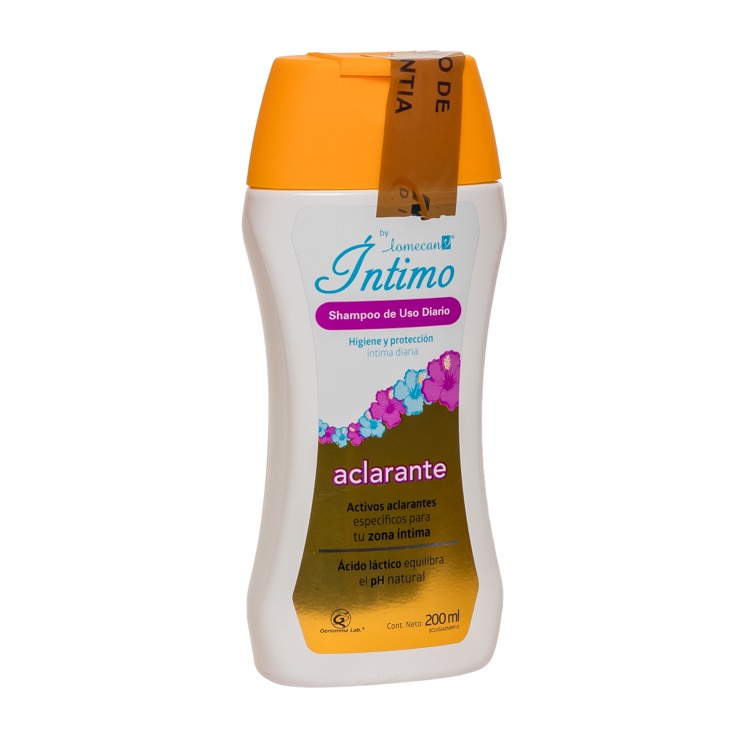 O DE
NTIA
by
lomecan V®
Íntimo
Shampoo de Uso Diario
Higiene y protección
íntima diaria
aclarante
Activos aclarantes
específicos para
tu zona íntima
Ácido láctico equilibra
el pH natural
Genomma Lab.®
Cont. Neto: 200 ml